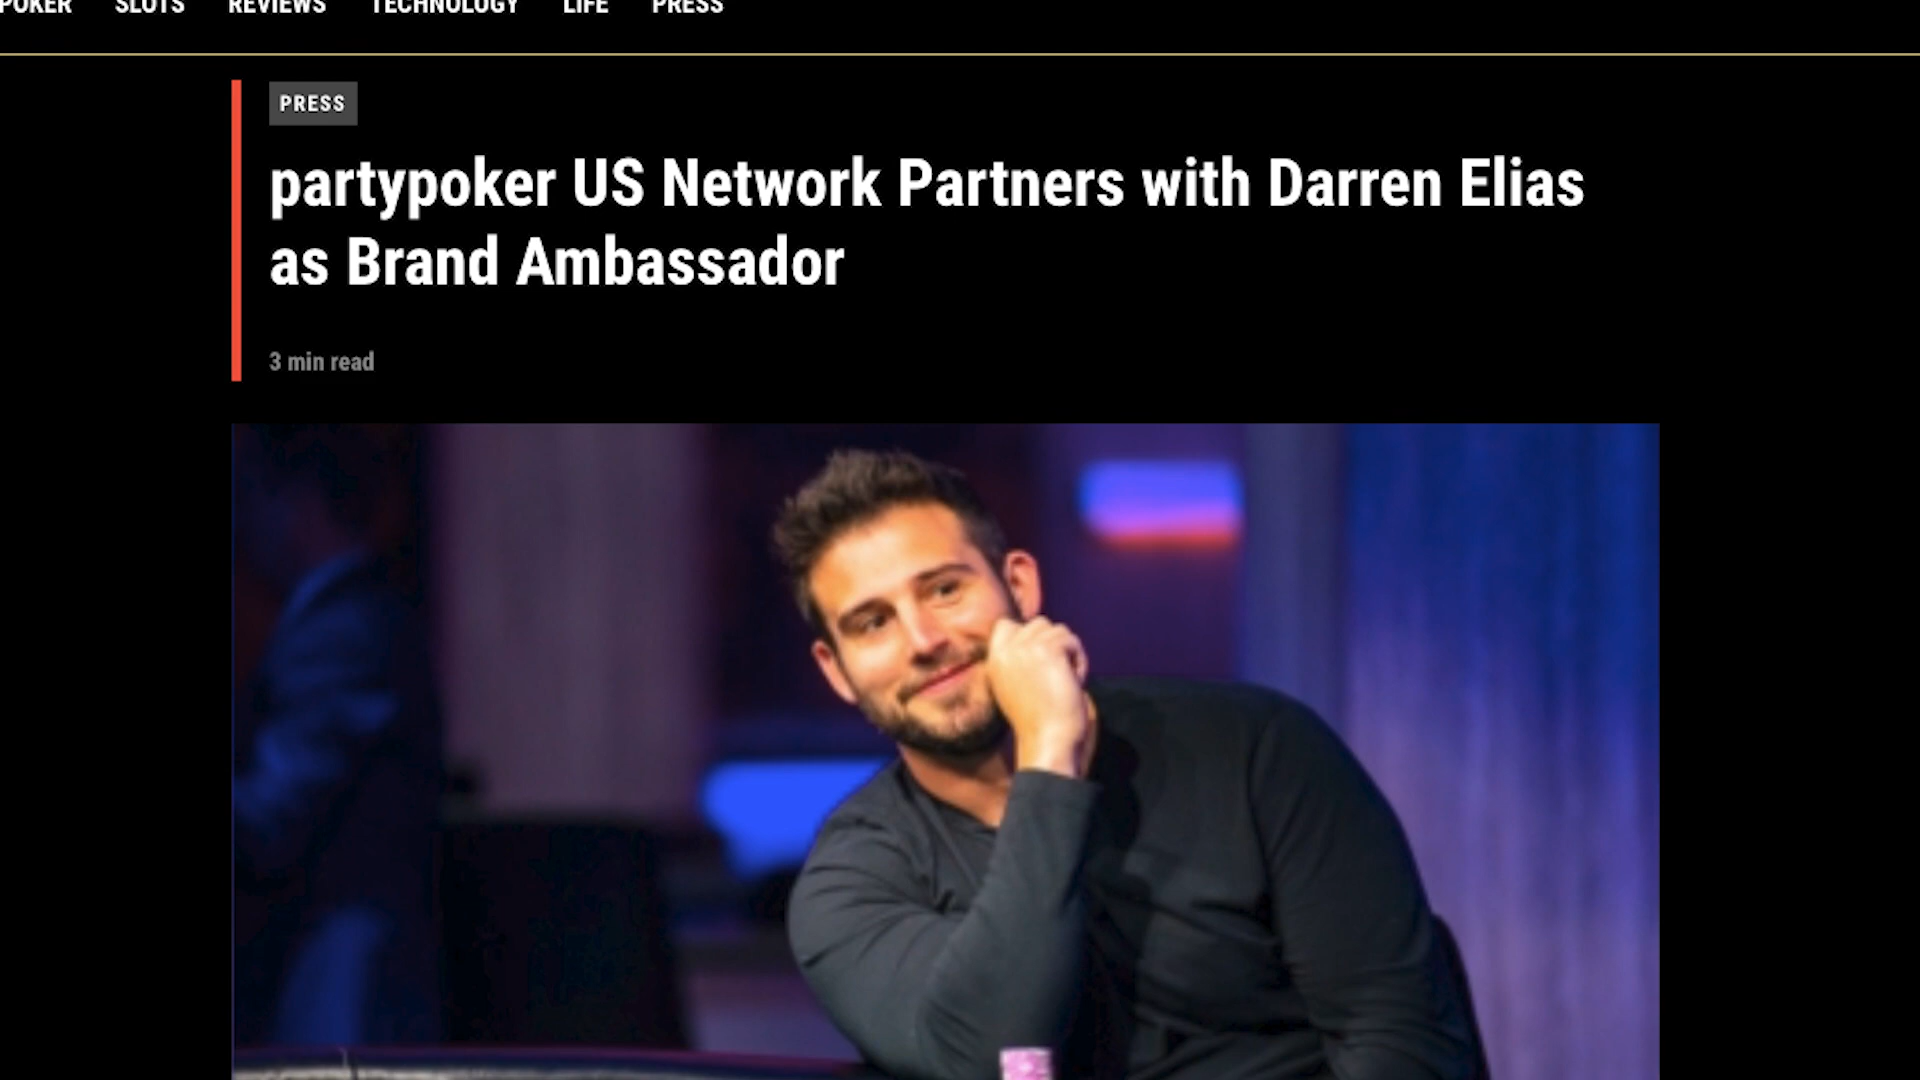 POKER SLOTS REVIEWS TECHNOLOGY LIFE PRESS
PRESS
partypoker US Network Partners with Darren Elias
as Brand Ambassador
3 min read